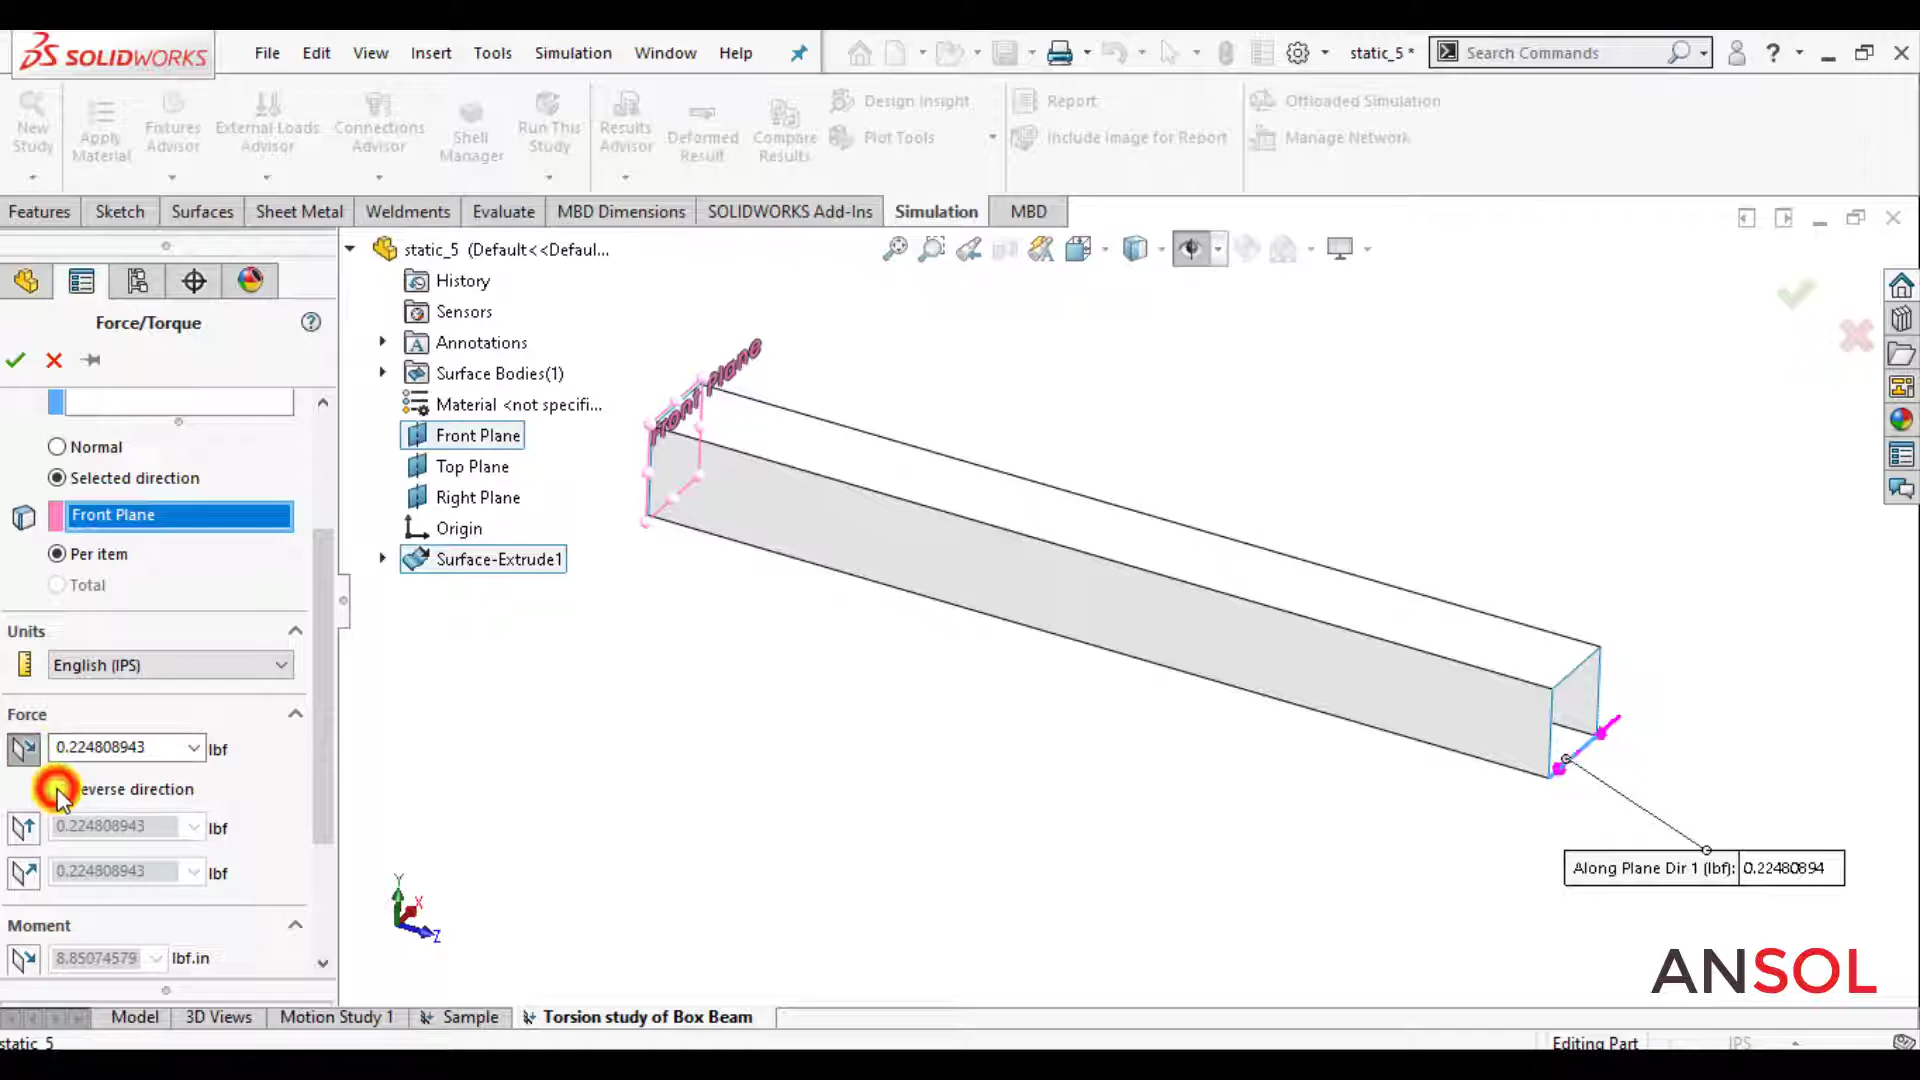 SOLIDWORKS
File Edit View Insert Tools Simulation Window Help
static_5 *
Search Commands
New Study
Apply Material
Fixtures Advisor
External Loads Advisor
Connections Advisor
Shell Manager
Run This Study
Results Advisor
Deformed Result
Compare Results
Design Insight
Plot Tools
Report
Include Image for Report
Offloaded Simulation
Manage Network
Features Sketch Surfaces Sheet Metal Weldments Evaluate MBD Dimensions SOLIDWORKS Add-Ins Simulation MBD
Force/Torque
Normal
Selected direction
Front Plane
Per item
Total
Units
English (IPS)
Force
0.224808943 lbf
everse direction
0.224808943 lbf
0.224808943 lbf
Moment
8.85074579 lbf.in
static_5 (Default<<Defaul...
History
Sensors
Annotations
Surface Bodies(1)
Material <not specifi...
Front Plane
Top Plane
Right Plane
Origin
Surface-Extrude1
Front Plane
Along Plane Dir 1 (lbf): 0.22480894
Y
X
Z
ANSOL
Model 3D Views Motion Study 1 Sample Torsion study of Box Beam
static_5
Editing Part
IPS